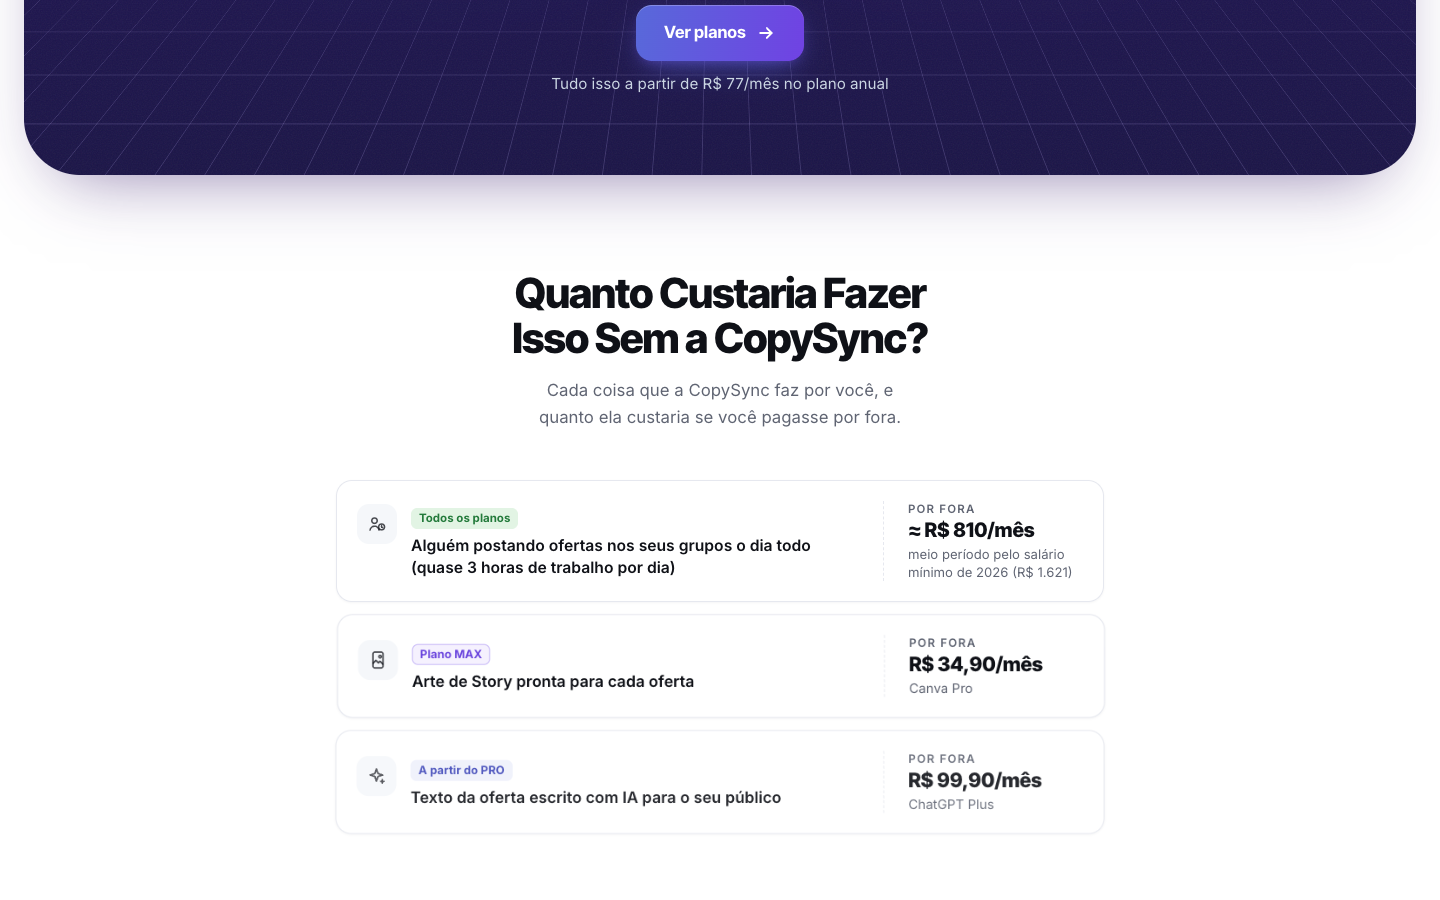 Ver planos →
Tudo isso a partir de R$ 77/mês no plano anual
Quanto Custaria Fazer
Isso Sem a CopySync?
Cada coisa que a CopySync faz por você, e
quanto ela custaria se você pagasse por fora.
Todos os planos
Alguém postando ofertas nos seus grupos o dia todo
(quase 3 horas de trabalho por dia)
POR FORA
≈ R$ 810/mês
meio período pelo salário
mínimo de 2026 (R$ 1.621)
Plano MAX
Arte de Story pronta para cada oferta
POR FORA
R$ 34,90/mês
Canva Pro
A partir do PRO
Texto da oferta escrito com IA para o seu público
POR FORA
R$ 99,90/mês
ChatGPT Plus